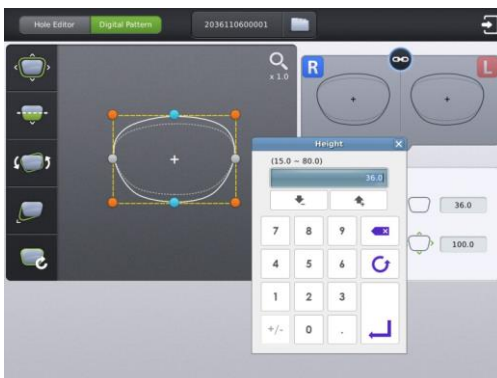 Hole Editor
Digital Pattern
2036110600001
x 1.0
R
L
Height
X
(15.0 ~ 80.0)
36.0
7 8 9
4 5 6
1 2 3
+/- 0 .
36.0
100.0